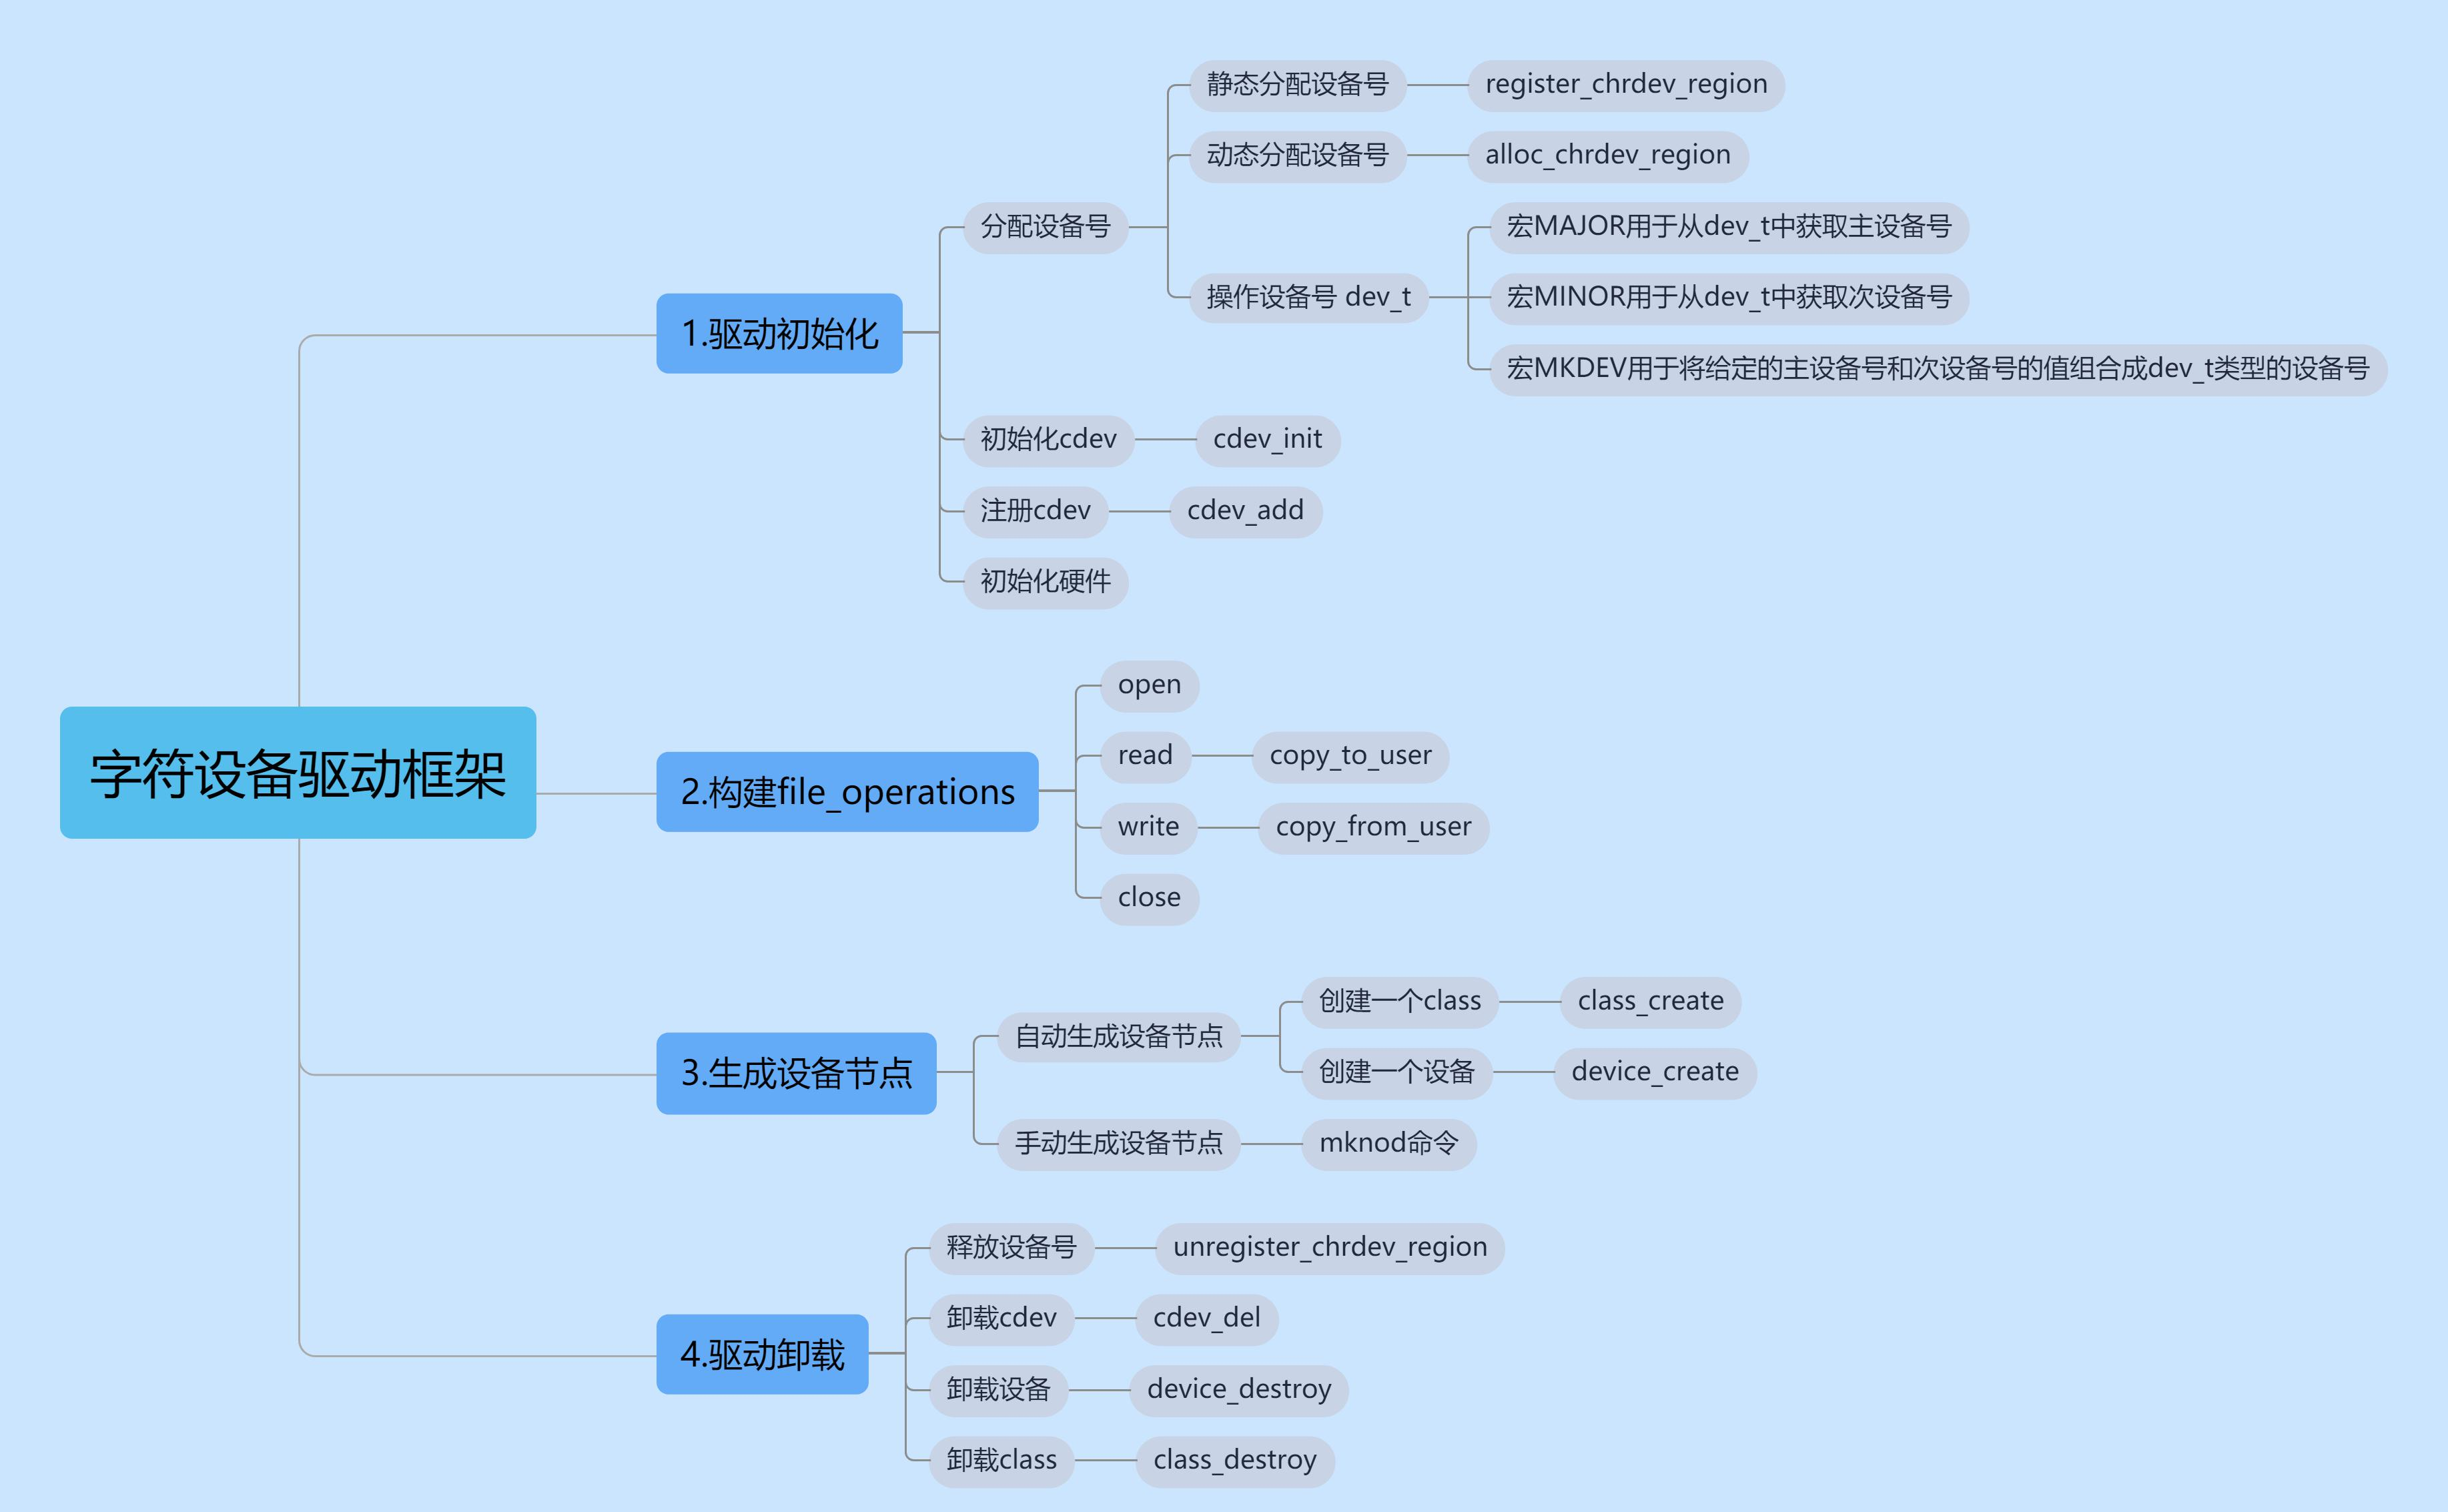 字符设备驱动框架
1.驱动初始化
分配设备号
静态分配设备号
register_chrdev_region
动态分配设备号
alloc_chrdev_region
操作设备号 dev_t
宏MAJOR用于从dev_t中获取主设备号
宏MINOR用于从dev_t中获取次设备号
宏MKDEV用于将给定的主设备号和次设备号的值组合成dev_t类型的设备号
初始化cdev
cdev_init
注册cdev
cdev_add
初始化硬件
2.构建file_operations
open
read
copy_to_user
write
copy_from_user
close
3.生成设备节点
自动生成设备节点
创建一个class
class_create
创建一个设备
device_create
手动生成设备节点
mknod命令
4.驱动卸载
释放设备号
unregister_chrdev_region
卸载cdev
cdev_del
卸载设备
device_destroy
卸载class
class_destroy